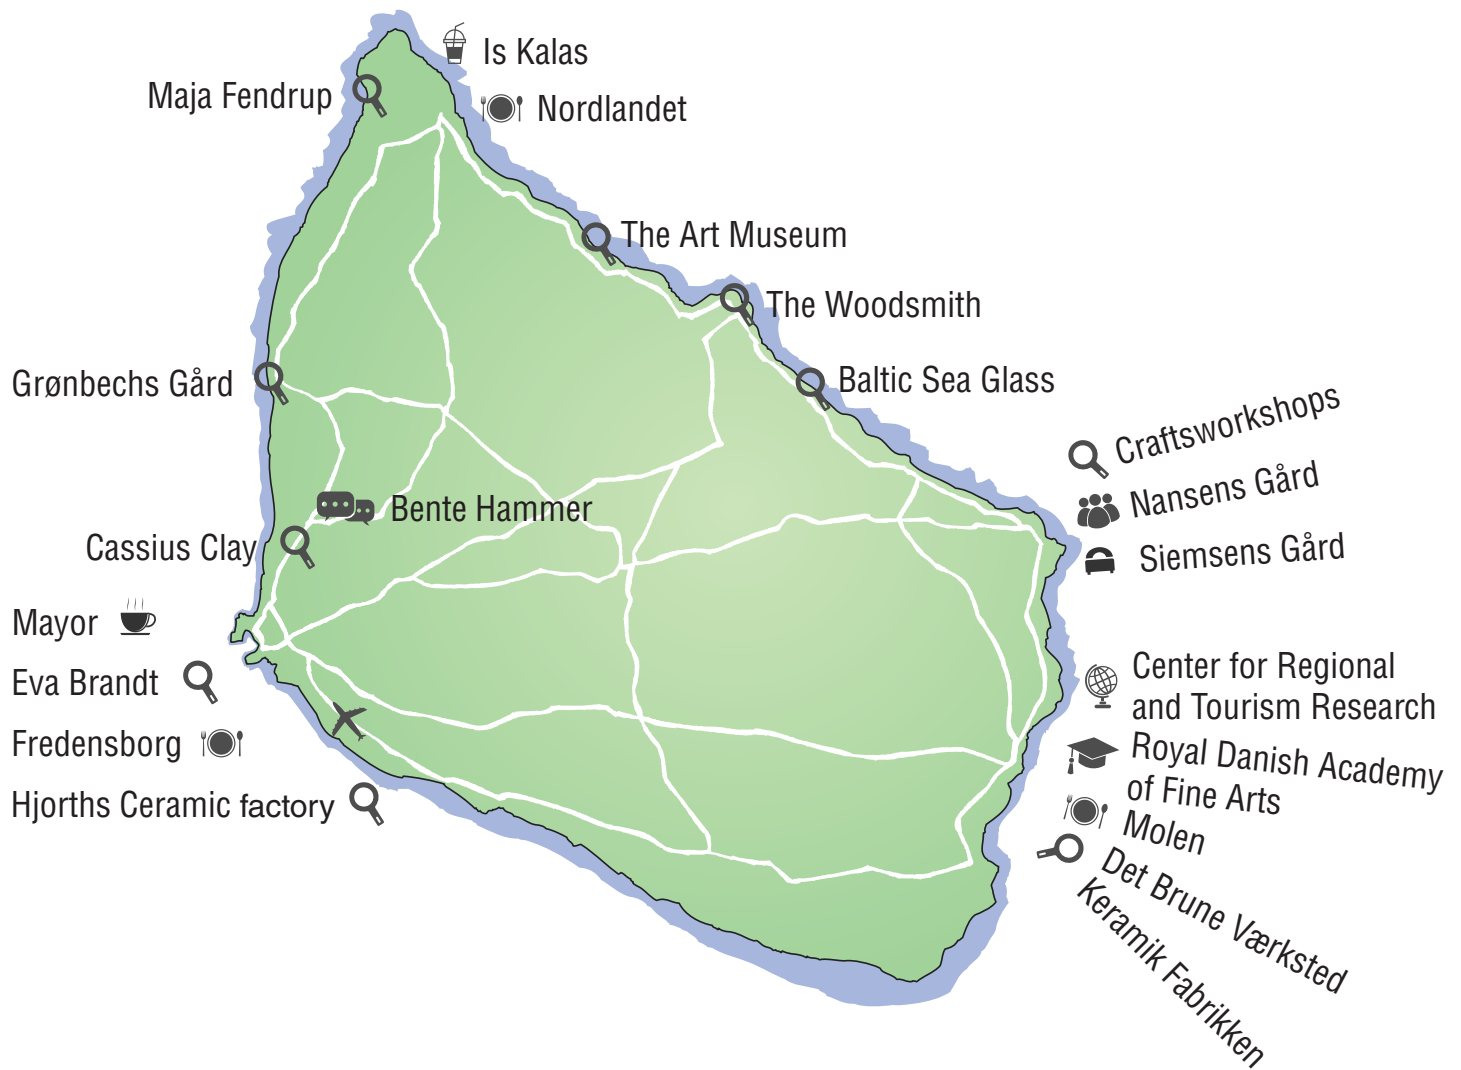 Is Kalas
Maja Fendrup
Nordlandet
The Art Museum
The Woodsmith
Grønbechs Gård
Baltic Sea Glass
Craftsworkshops
Nansens Gård
Siemsens Gård
Bente Hammer
Cassius Clay
Mayor
Eva Brandt
Fredensborg
Hjorths Ceramic factory
Center for Regional
and Tourism Research
Royal Danish Academy
of Fine Arts
Molen
Det Brune Værksted
Keramik Fabrikken